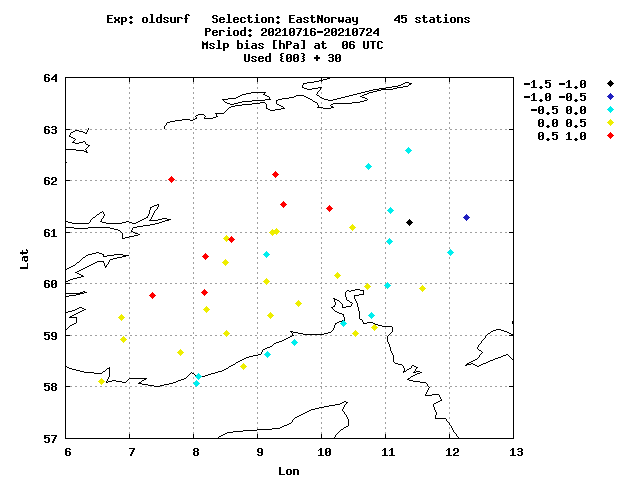 Exp: oldsurf Selection: EastNorway 45 stations
Period: 20210716-20210724
Mslp bias [hPa] at 06 UTC
Used {00} + 30
-1.5 -1.0
-1.0 -0.5
-0.5 0.0
0.0 0.5
0.5 1.0
64
63
62
61
60
59
58
57
Lat
6 7 8 9 10 11 12 13
Lon